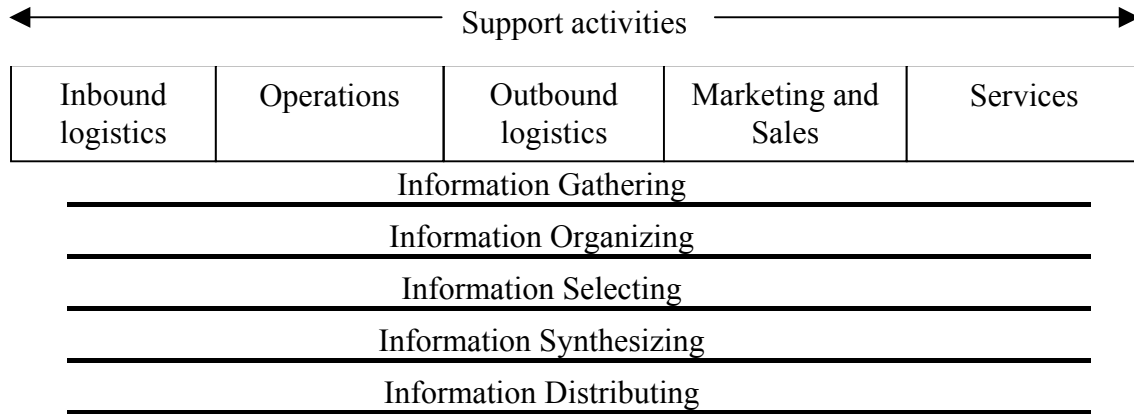 Support activities
Inbound logistics
Operations
Outbound logistics
Marketing and Sales
Services
Information Gathering
Information Organizing
Information Selecting
Information Synthesizing
Information Distributing